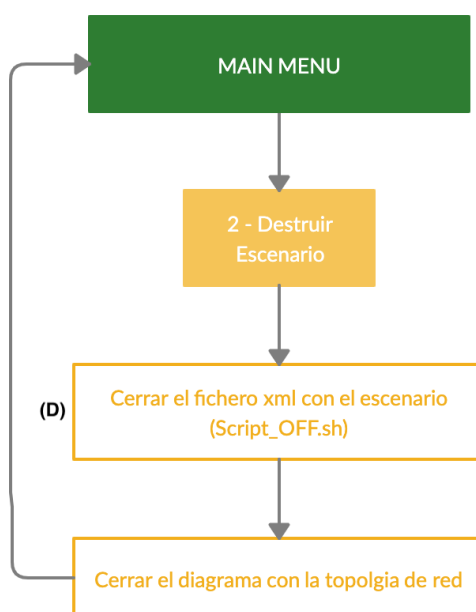 MAIN MENU
2 - Destruir
Escenario
(D)
Cerrar el fichero xml con el escenario
(Script_OFF.sh)
Cerrar el diagrama con la topolgia de red